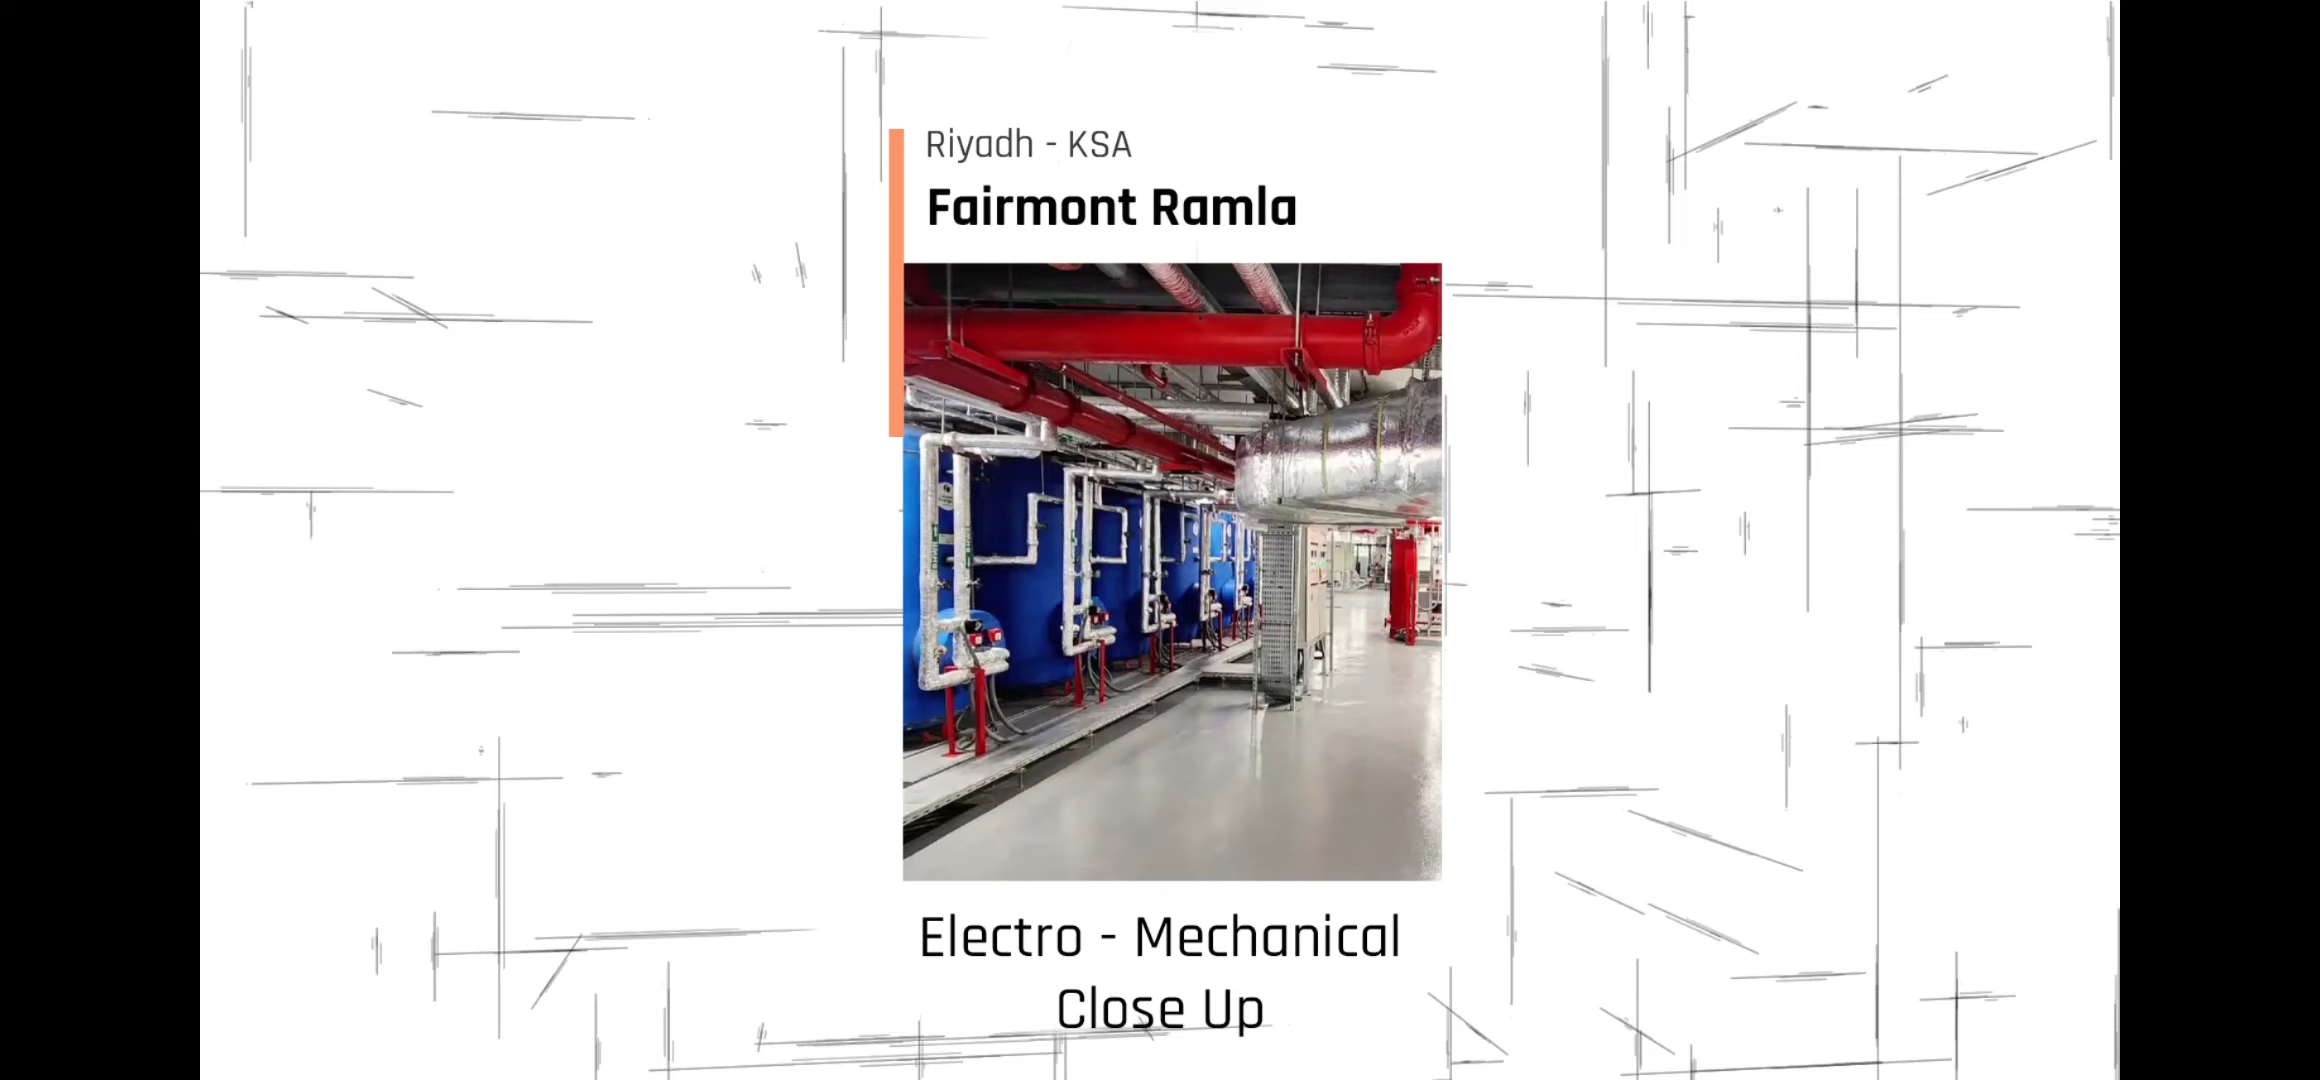 Riyadh - KSA
Fairmont Ramla
Electro - Mechanical
Close Up